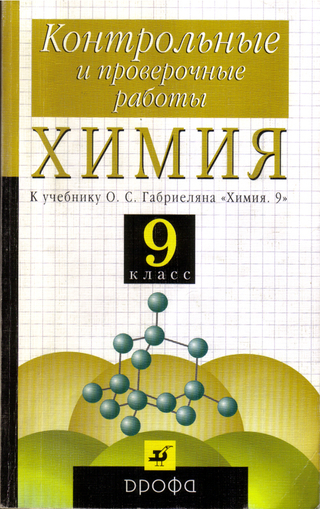 Контрольные
и проверочные
работы
ХИМИЯ
К учебнику О. С. Габриеляна «Химия. 9»
9
класс
дрофа